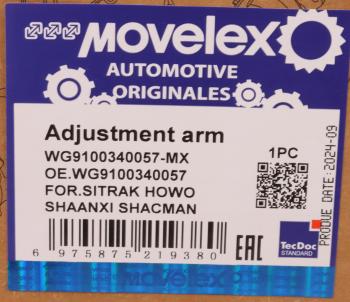 MOVELEX
AUTOMOTIVE
ORIGINALES
Adjustment arm
WG9100340057-MX
OE.WG9100340057
FOR.SITRAK HOWO
SHAANXI SHACMAN
1PC
PRODUE DATE:2024-09
6 975875 219380
EAC
TecDoc
STANDARD
MOVELEX